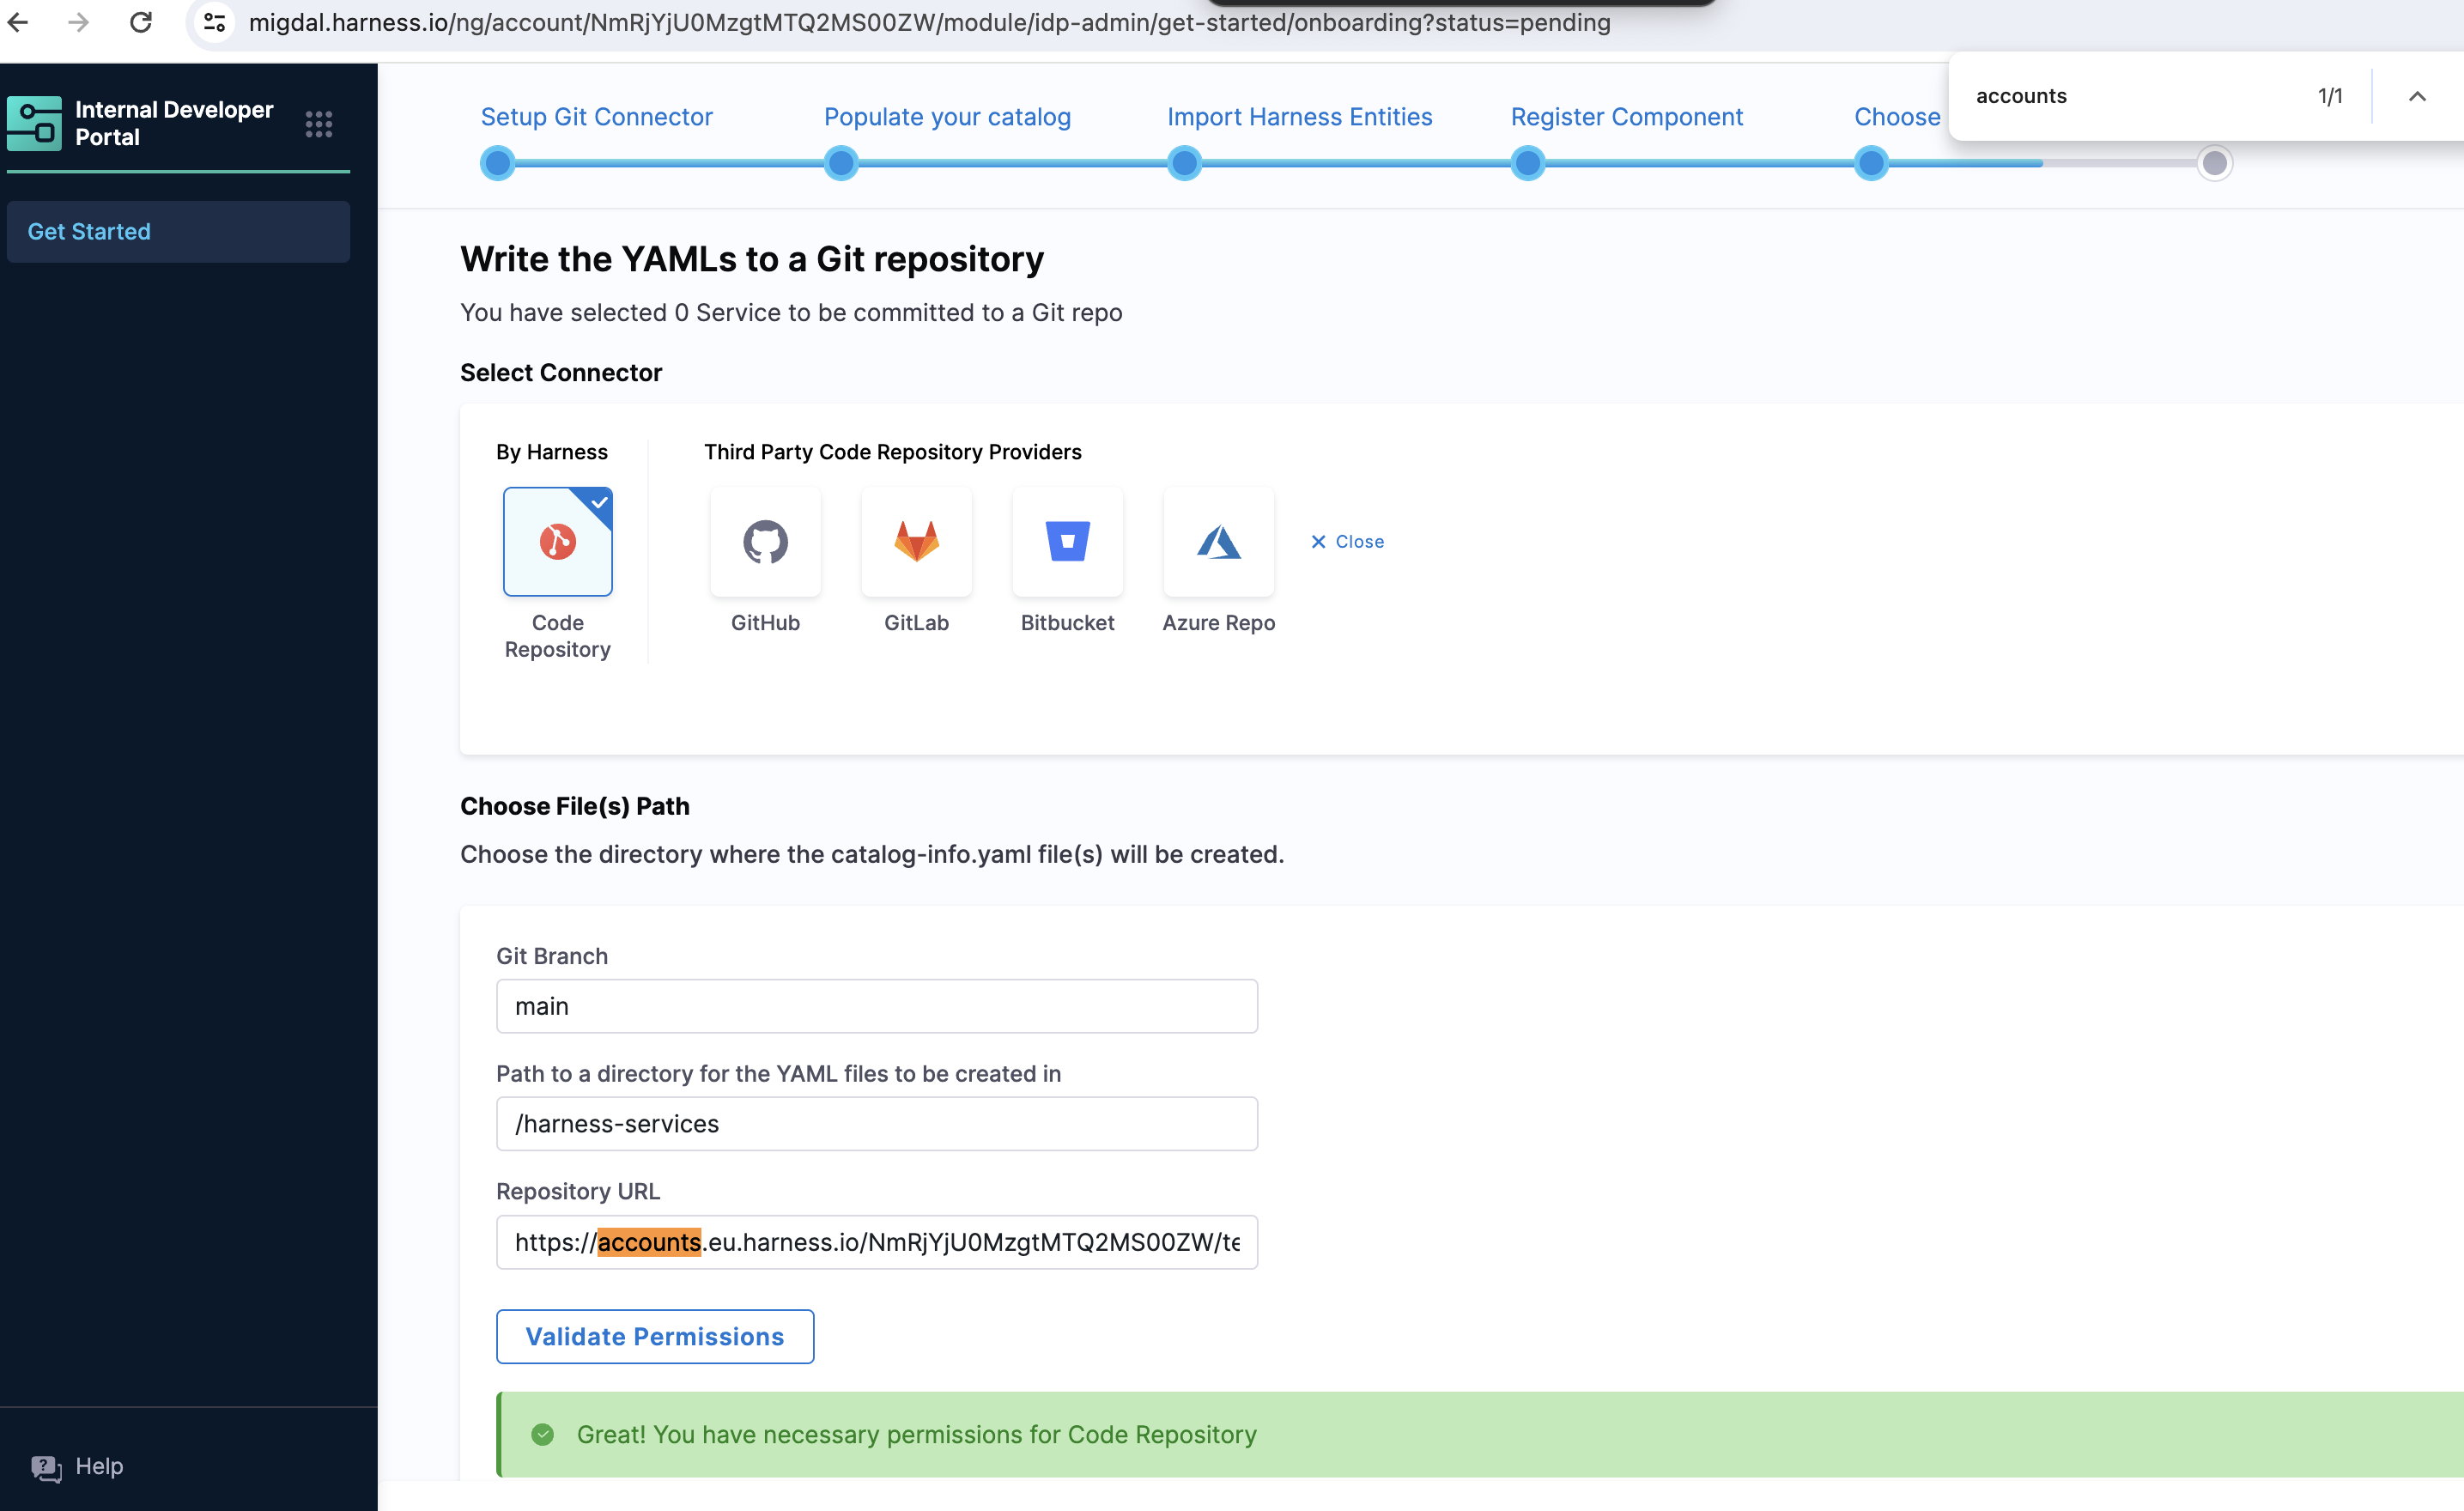 migdal.harness.io/ng/account/NmRjYjU0MzgtMTQ2MS00ZW/module/idp-admin/get-started/onboarding?status=pending
accounts
1/1
Internal Developer
Portal
Get Started
Setup Git Connector
Populate your catalog
Import Harness Entities
Register Component
Choose
Write the YAMLs to a Git repository
You have selected 0 Service to be committed to a Git repo
Select Connector
By Harness
Third Party Code Repository Providers
Code
Repository
GitHub
GitLab
Bitbucket
Azure Repo
Close
Choose File(s) Path
Choose the directory where the catalog-info.yaml file(s) will be created.
Git Branch
main
Path to a directory for the YAML files to be created in
/harness-services
Repository URL
https://accounts.eu.harness.io/NmRjYjU0MzgtMTQ2MS00ZW/te
Validate Permissions
Great! You have necessary permissions for Code Repository
Help